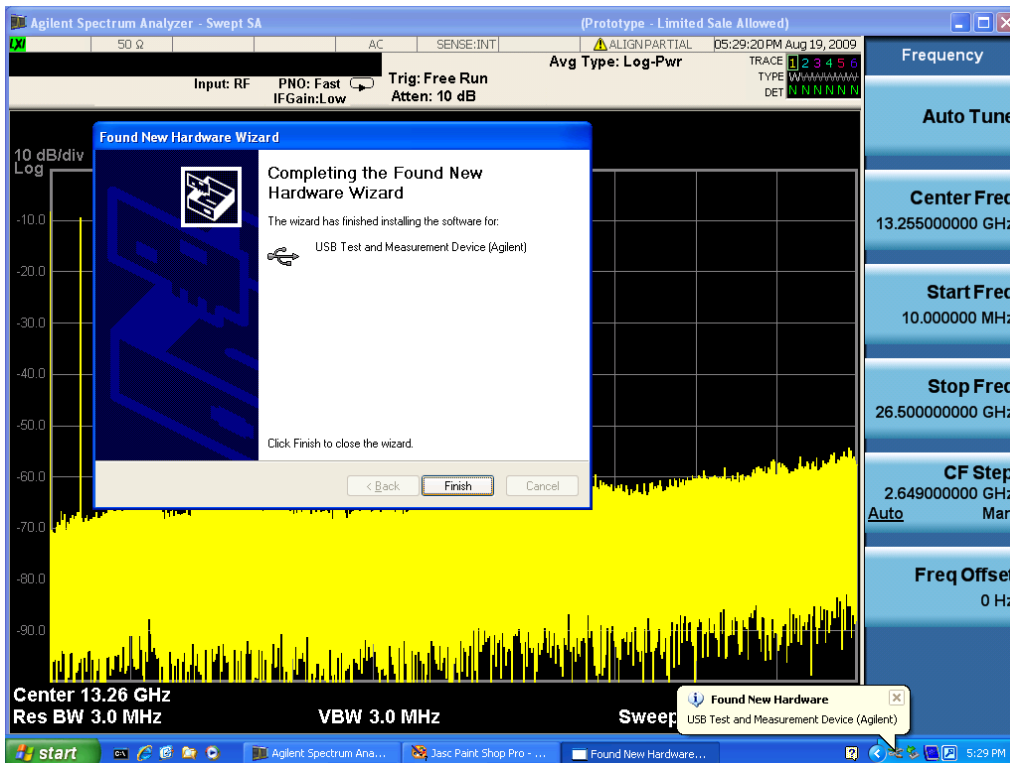 Agilent Spectrum Analyzer - Swept SA (Prototype - Limited Sale Allowed)
LXI 50 Ω AC SENSE:INT ALIGN PARTIAL 05:29:20 PM Aug 19, 2009
Input: RF PNO: Fast
IFGain:Low
Trig: Free Run
Atten: 10 dB
Avg Type: Log-Pwr
TRACE 1 2 3 4 5 6
TYPE
DET N N N N N N
10 dB/div
Log
-10.0
-20.0
-30.0
-40.0
-50.0
-60.0
-70.0
-80.0
-90.0
Found New Hardware Wizard
Completing the Found New
Hardware Wizard
The wizard has finished installing the software for:
USB Test and Measurement Device (Agilent)
Click Finish to close the wizard.
< Back Finish Cancel
Center 13.26 GHz
Res BW 3.0 MHz VBW 3.0 MHz Sweep
Frequency
Auto Tune
Center Freq
13.255000000 GHz
Start Freq
10.000000 MHz
Stop Freq
26.500000000 GHz
CF Step
2.649000000 GHz
Auto Man
Freq Offset
0 Hz
Found New Hardware
USB Test and Measurement Device (Agilent)
start Agilent Spectrum Ana... Jasc Paint Shop Pro - ... Found New Hardware... 5:29 PM